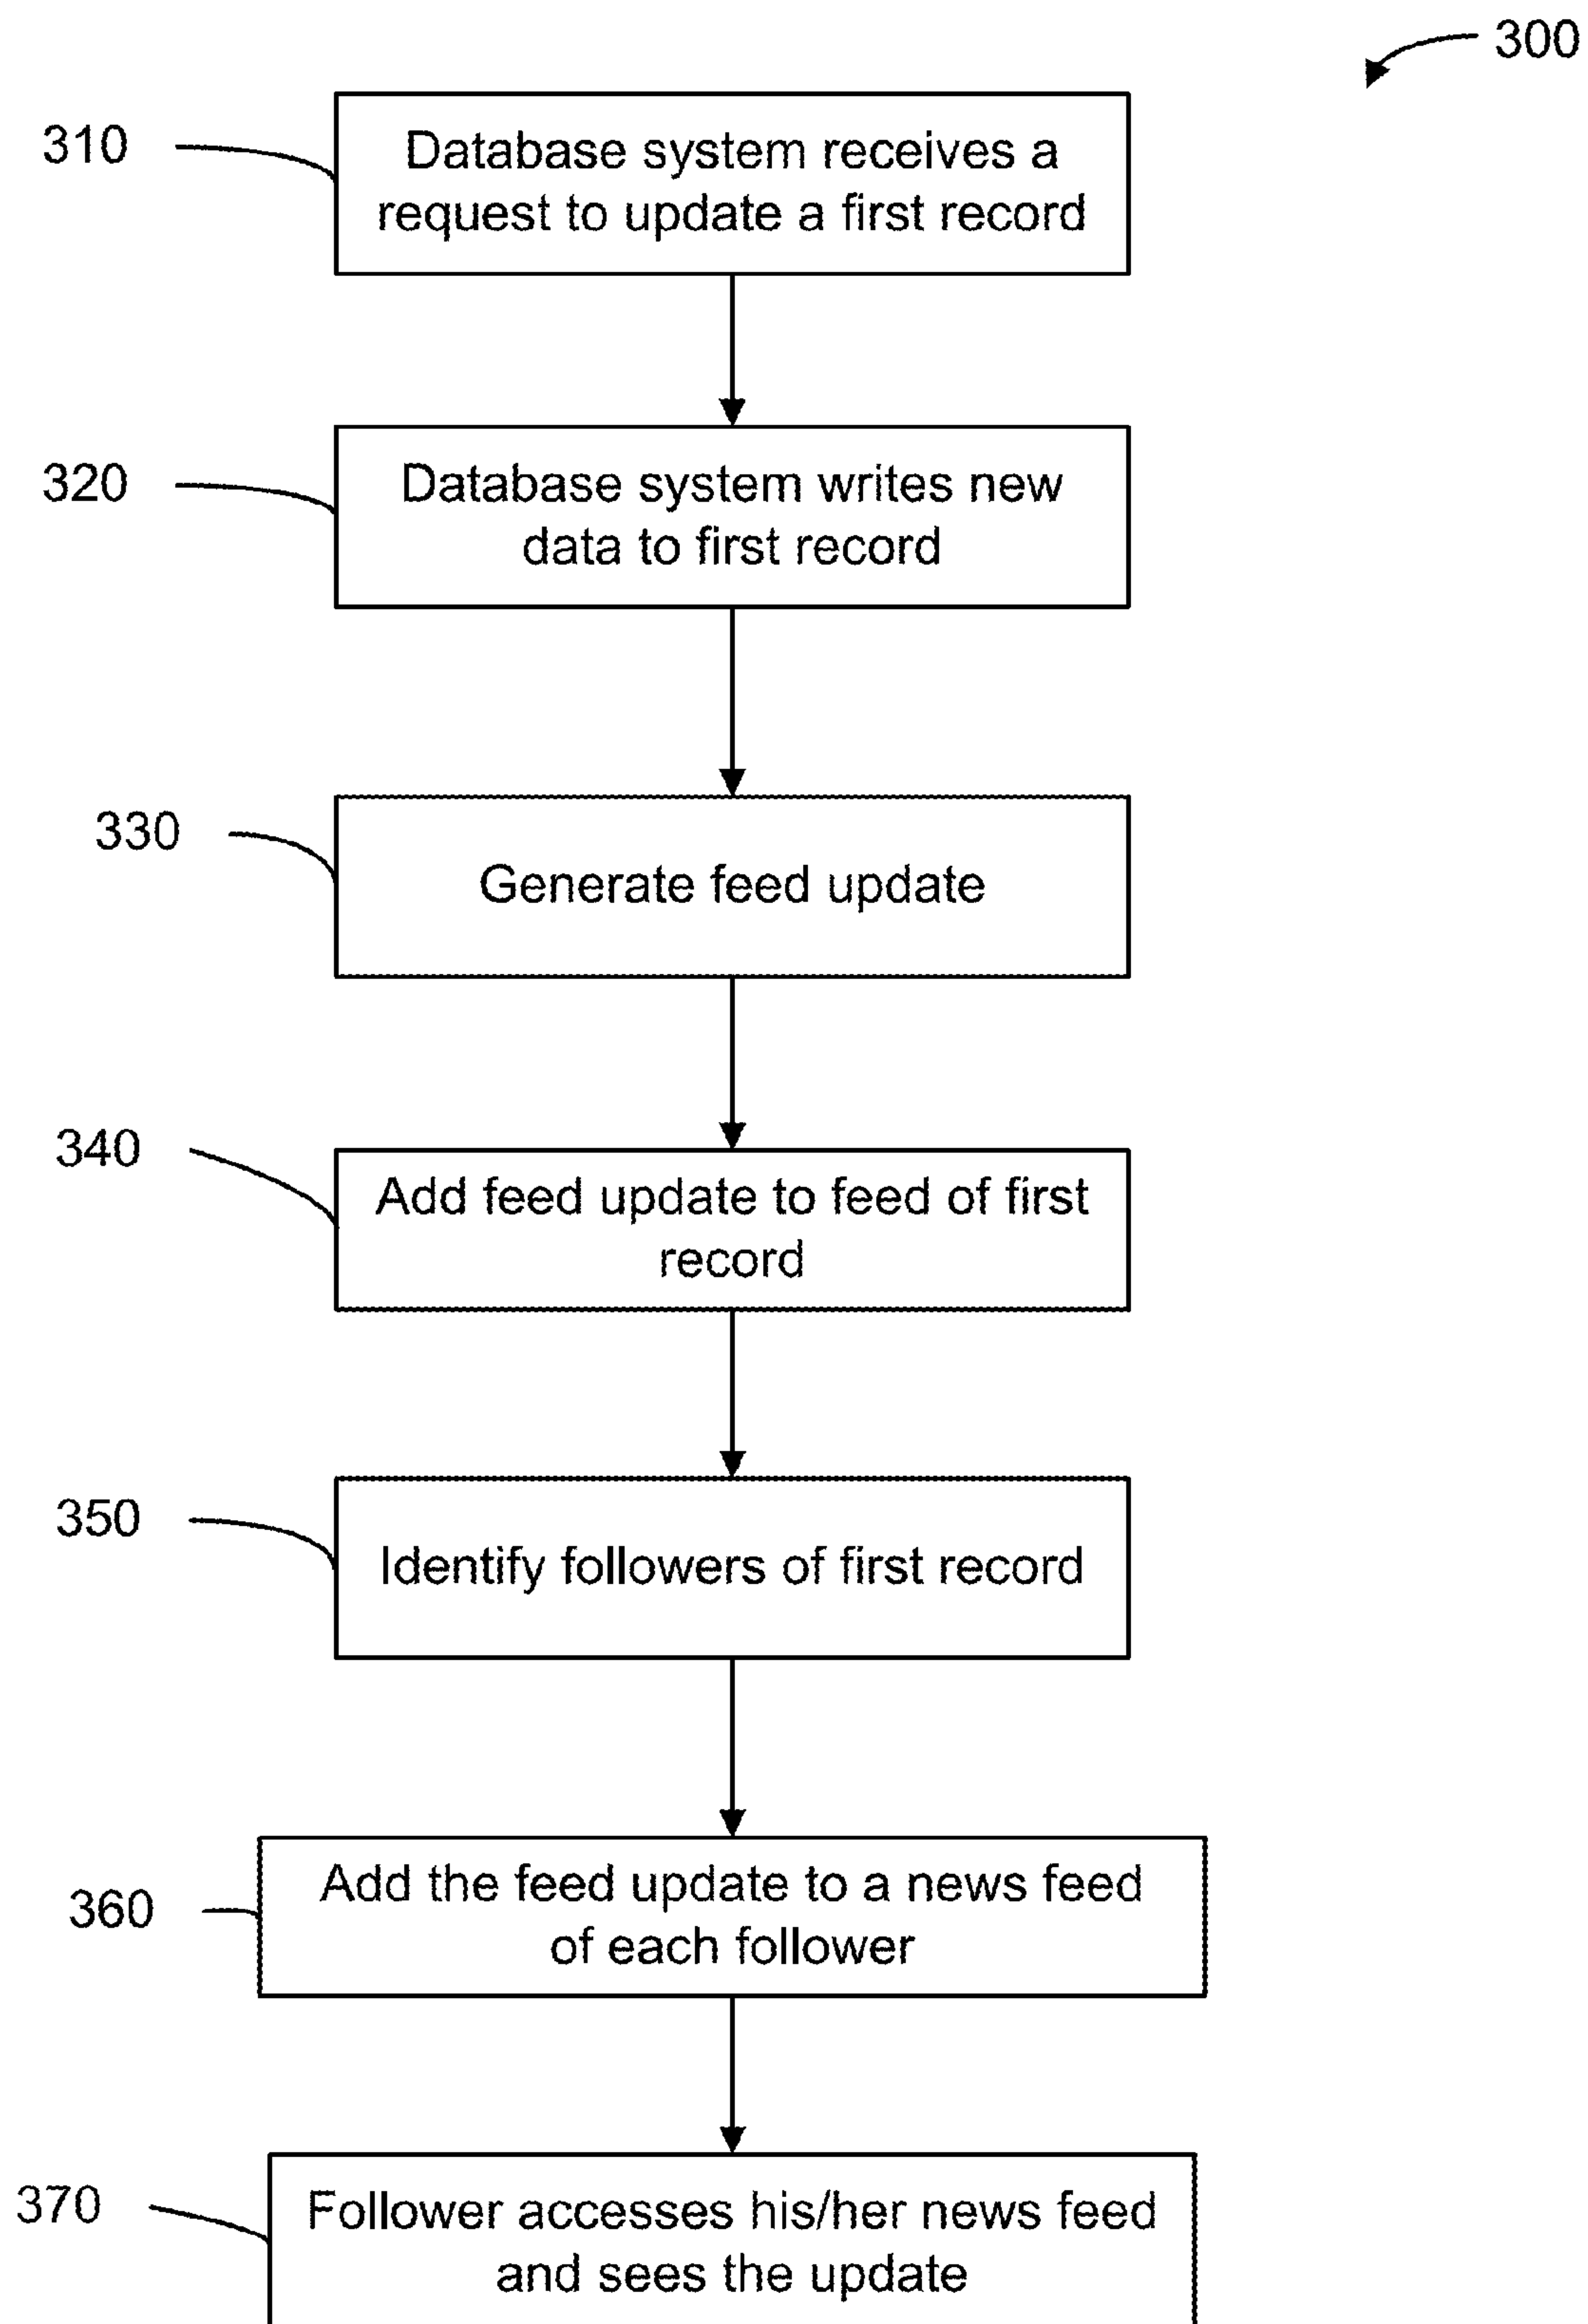 300
310
Database system receives a
request to update a first record
320
Database system writes new
data to first record
330
Generate feed update
340
Add feed update to feed of first
record
350
Identify followers of first record
360
Add the feed update to a news feed
of each follower
370
Follower accesses his/her news feed
and sees the update